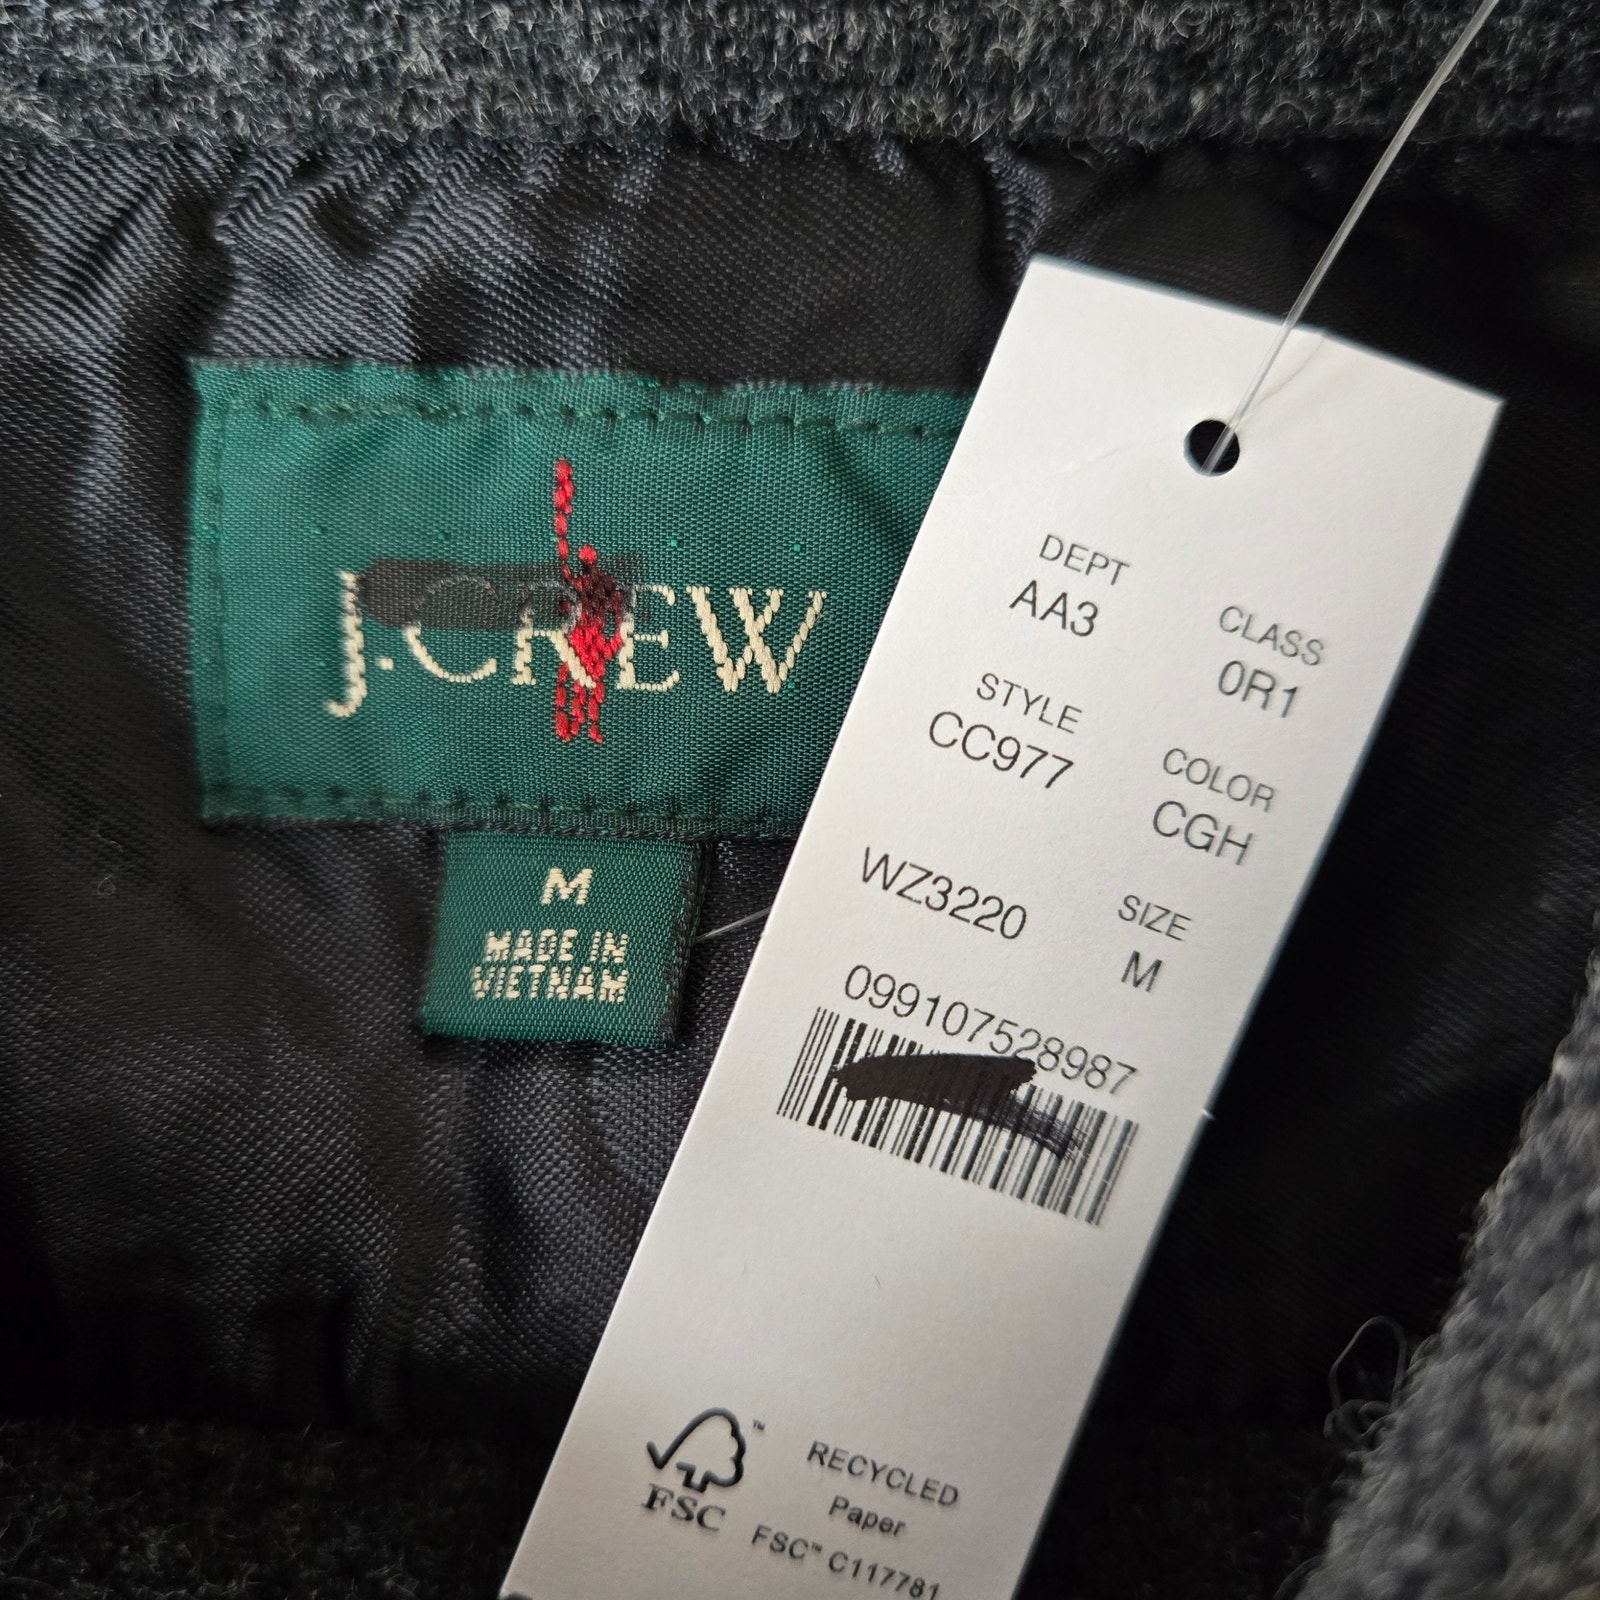 J.CREW
M
MADE IN
VIETNAM
DEPT
AA3
CLASS
0R1
STYLE
CC977
COLOR
CGH
WZ3220
SIZE
M
099107528987
™
FSC
RECYCLED
Paper
FSC™ C117781